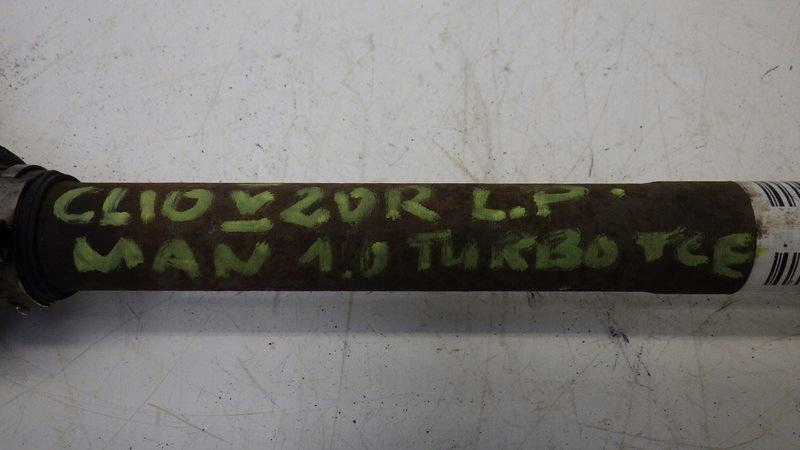 CLIO V 20R L.P.
MAN 1.0 TURBO TCE